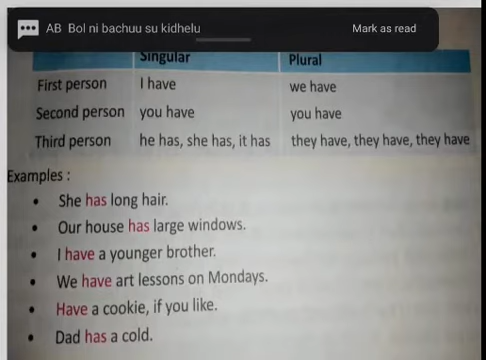 AB Bol ni bachuu su kidhelu Mark as read
Singular Plural
First person I have we have
Second person you have you have
Third person he has, she has, it has they have, they have, they have
Examples :
• She has long hair.
• Our house has large windows.
• I have a younger brother.
• We have art lessons on Mondays.
• Have a cookie, if you like.
• Dad has a cold.